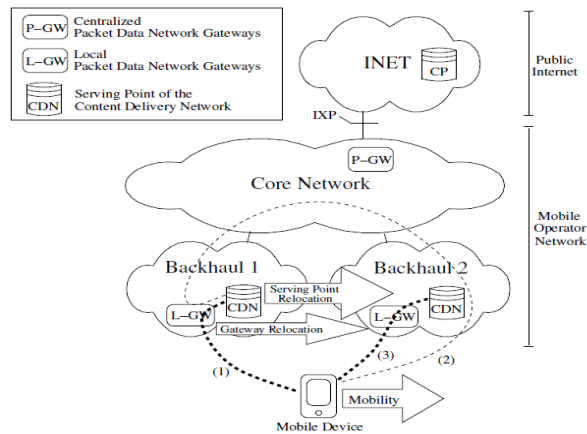 P-GW
Centralized
Packet Data Network Gateways
L-GW
Local
Packet Data Network Gateways
CDN
Serving Point of the
Content Delivery Network
INET
CP
Public
Internet
IXP
P-GW
Core Network
Mobile
Operator
Network
Backhaul 1
Backhaul 2
CDN
Serving Point
Relocation
CDN
L-GW
Gateway Relocation
L-GW
(1)
(3)
(2)
Mobility
Mobile Device